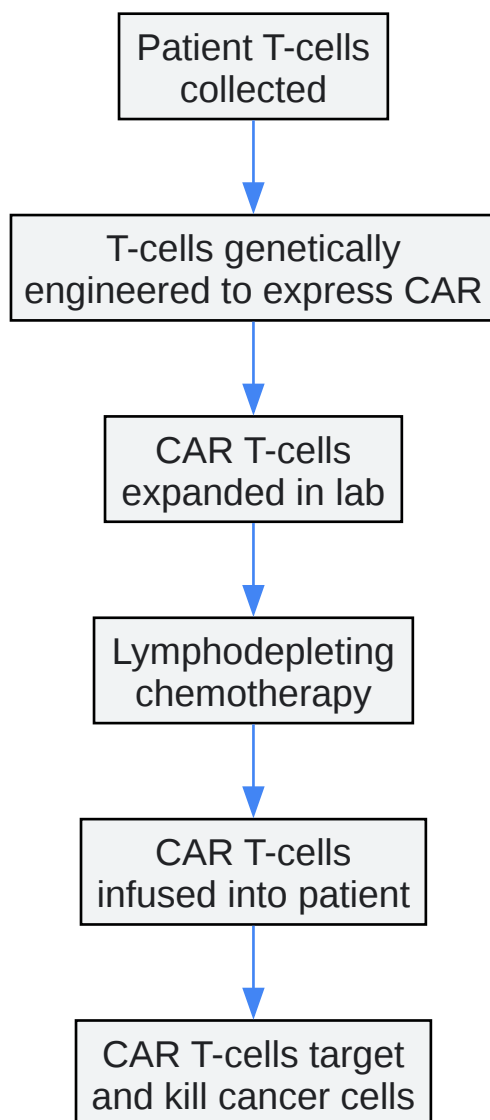 Patient T-cells
collected
T-cells genetically
engineered to express CAR
CAR T-cells
expanded in lab
Lymphodepleting
chemotherapy
CAR T-cells
infused into patient
CAR T-cells target
and kill cancer cells